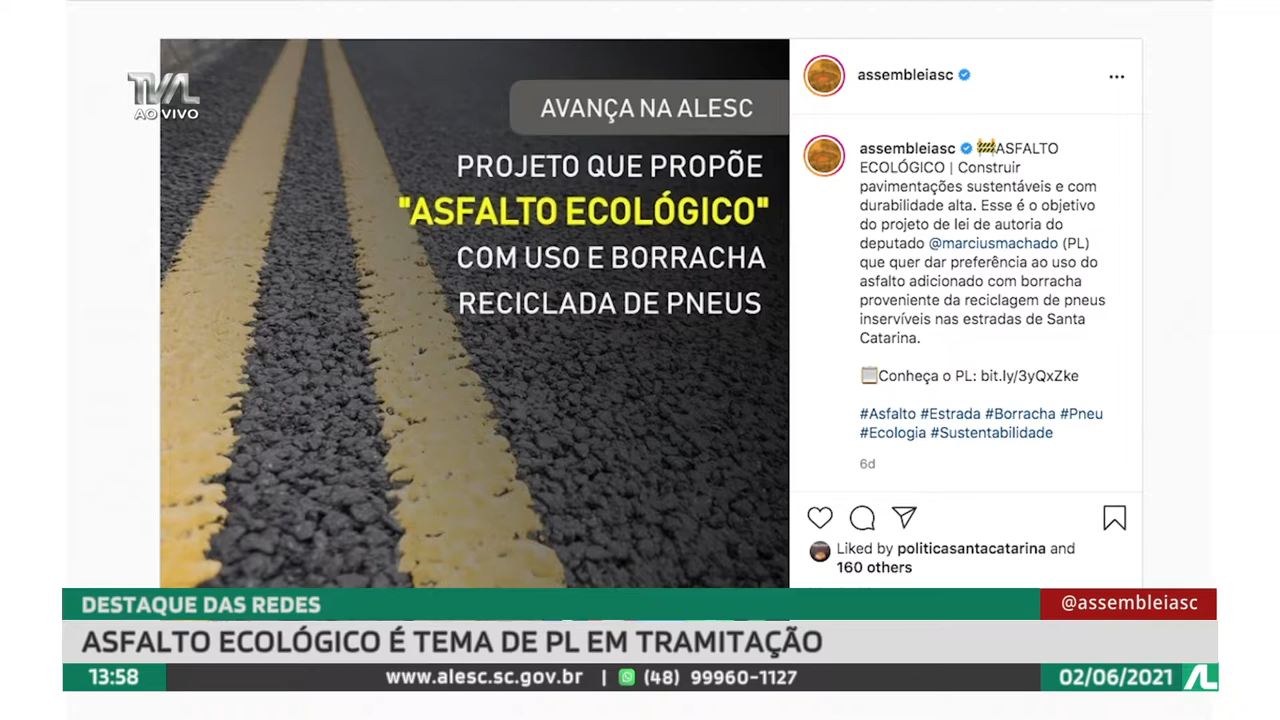 TVAL
AO VIVO
AVANÇA NA ALESC
PROJETO QUE PROPÕE
"ASFALTO ECOLÓGICO"
COM USO E BORRACHA
RECICLADA DE PNEUS
assembleiasc
assembleiasc 🚧ASFALTO
ECOLÓGICO | Construir
pavimentações sustentáveis e com
durabilidade alta. Esse é o objetivo
do projeto de lei de autoria do
deputado @marciusmachado (PL)
que quer dar preferência ao uso do
asfalto adicionado com borracha
proveniente da reciclagem de pneus
inservíveis nas estradas de Santa
Catarina.
📋Conheça o PL: bit.ly/3yQxZke
#Asfalto #Estrada #Borracha #Pneu
#Ecologia #Sustentabilidade
6d
Liked by politicasantacatarina and
160 others
DESTAQUE DAS REDES
@assembleiasc
ASFALTO ECOLÓGICO É TEMA DE PL EM TRAMITAÇÃO
13:58
www.alesc.sc.gov.br | (48) 99960-1127
02/06/2021
AL